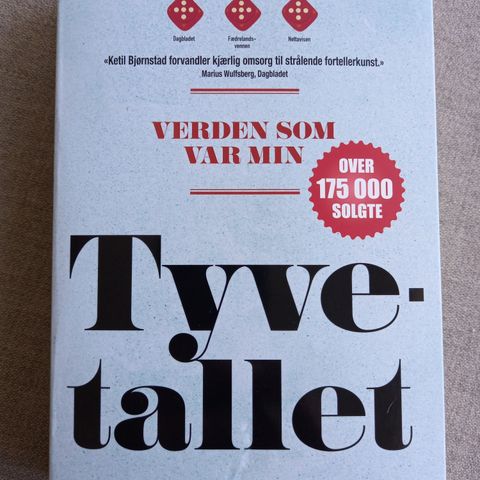 Dagbladet
Fædrelands-
vennen
Nettavisen
«Ketil Bjørnstad forvandler kjærlig omsorg til strålende fortellerkunst.»
Marius Wulfsberg, Dagbladet
VERDEN SOM
VAR MIN
OVER
175 000
SOLGTE
Tyve-
tallet